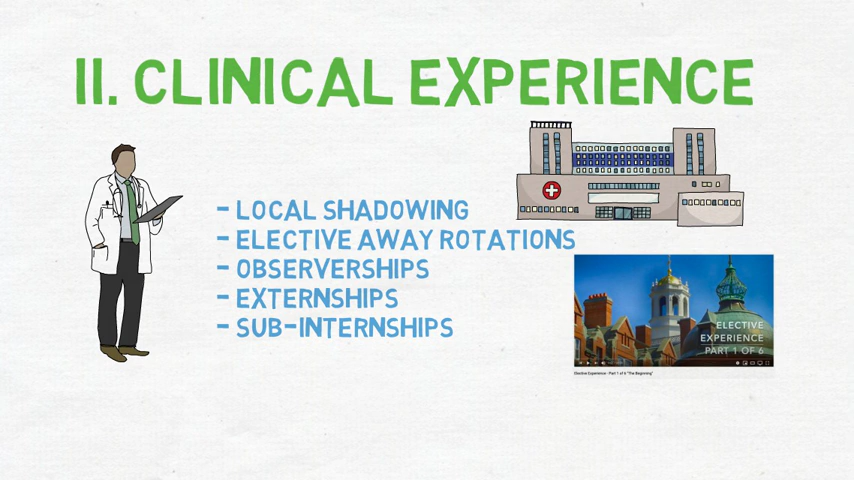 II. CLINICAL EXPERIENCE
- LOCAL SHADOWING
- ELECTIVE AWAY ROTATIONS
- OBSERVERSHIPS
- EXTERNSHIPS
- SUB-INTERNSHIPS
ELECTIVE
EXPERIENCE
PART 1 OF 6
Elective Experience - Part 1 of 6 "The Beginning"